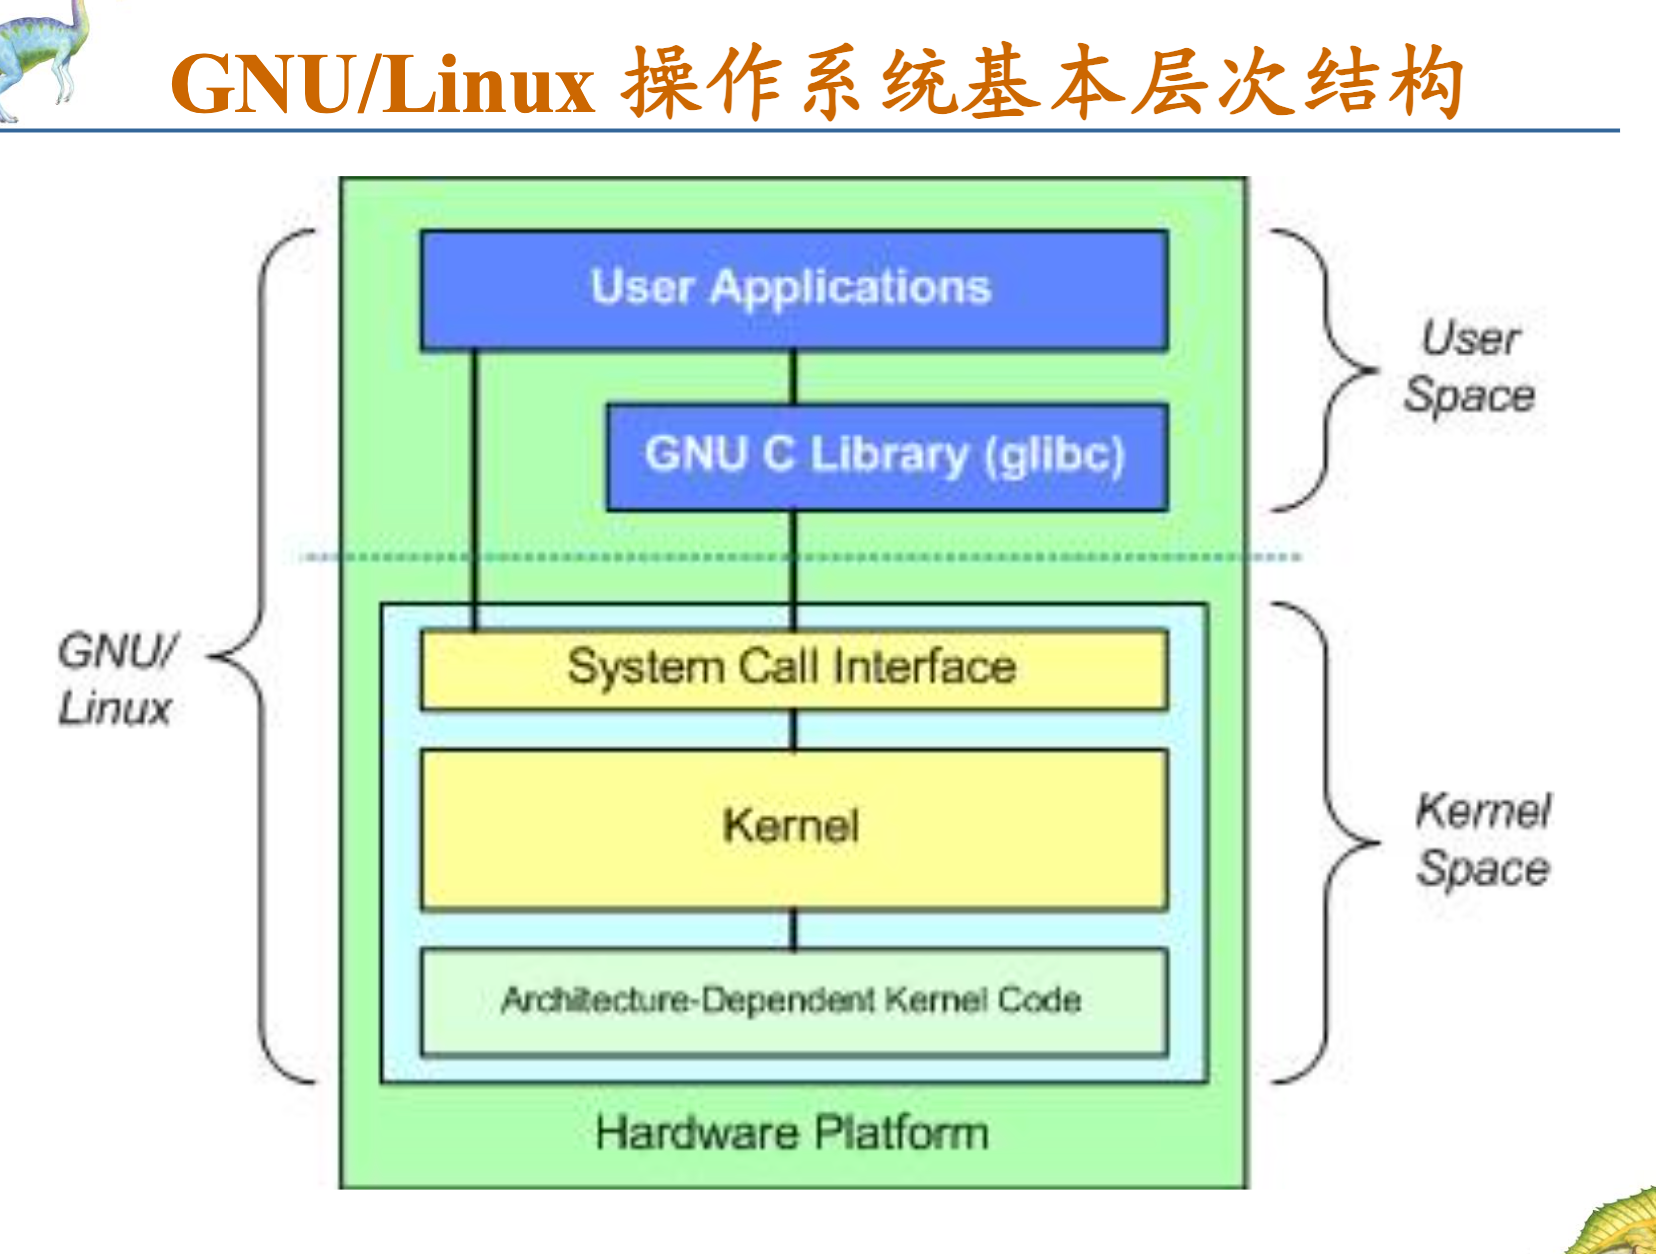 GNU/Linux 操作系统基本层次结构
User Applications
User
Space
GNU C Library (glibc)
GNU/
Linux
System Call Interface
Kernel
Kernel
Space
Architecture-Dependent Kernel Code
Hardware Platform